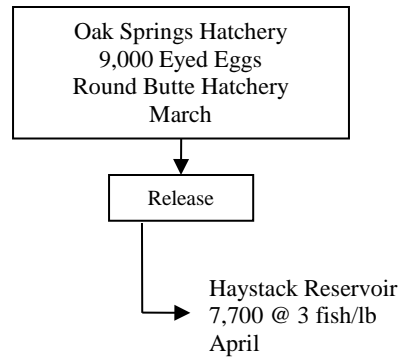 Oak Springs Hatchery
9,000 Eyed Eggs
Round Butte Hatchery
March
Release
Haystack Reservoir
7,700 @ 3 fish/lb
April